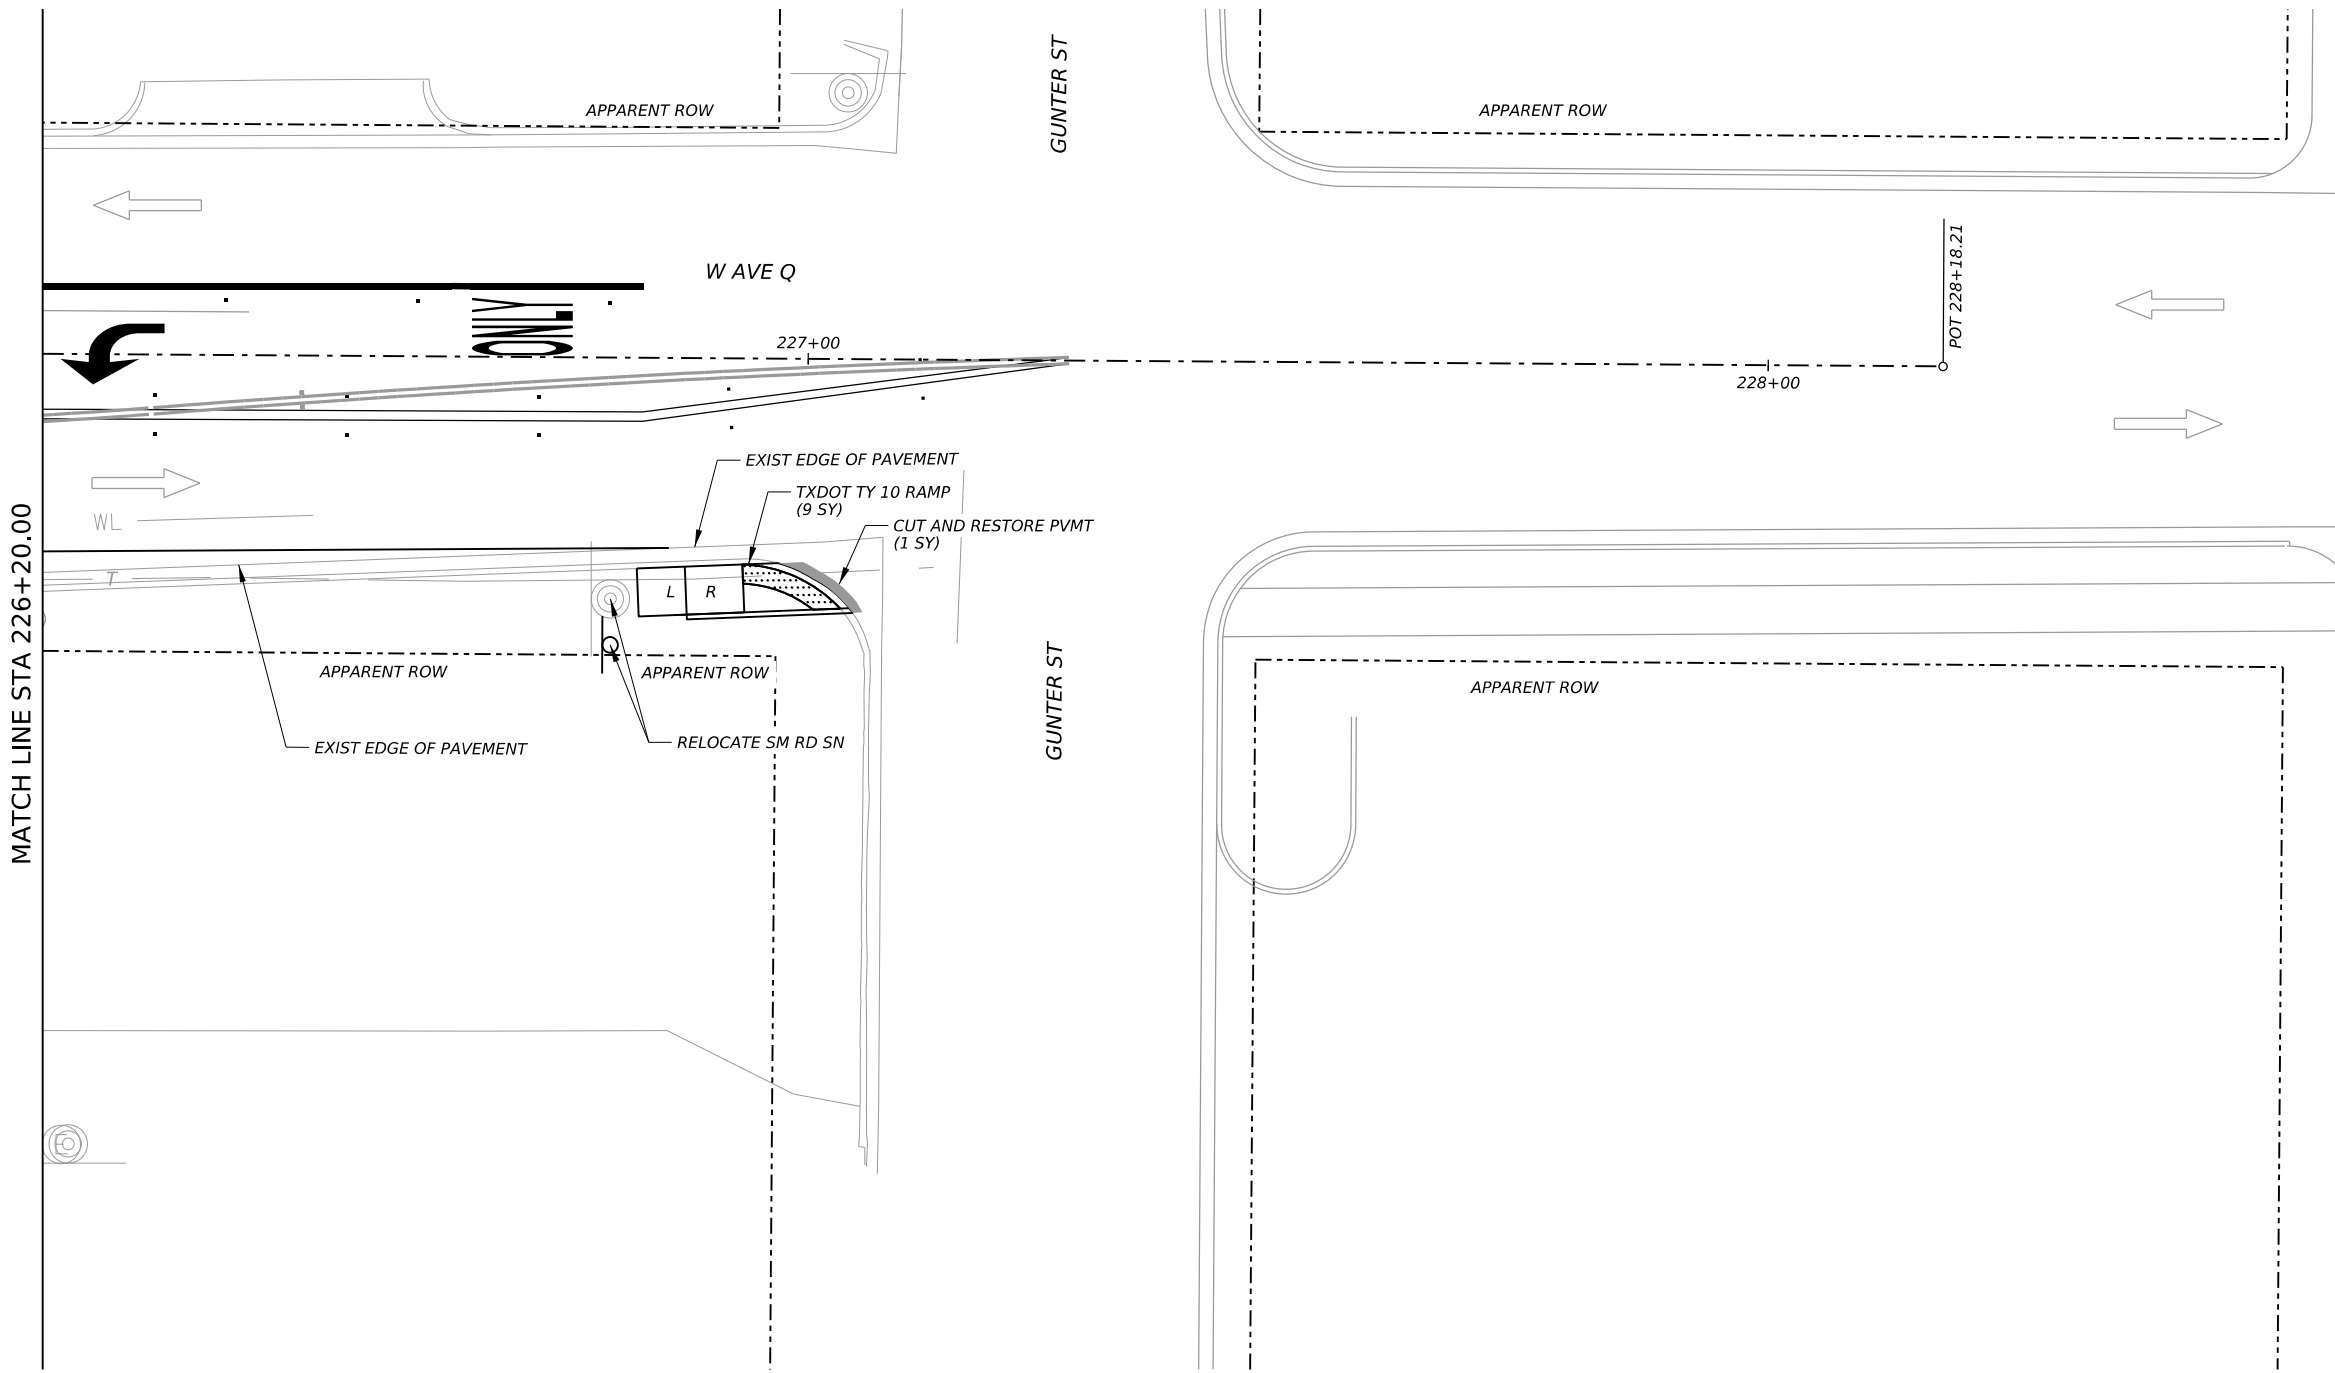 GUNTER ST
APPARENT ROW
APPARENT ROW
W AVE Q
POT 228+18.21
ONLY
227+00
228+00
EXIST EDGE OF PAVEMENT
TXDOT TY 10 RAMP
(9 SY)
CUT AND RESTORE PVMT
(1 SY)
WL
T
L
R
MATCH LINE STA 226+20.00
APPARENT ROW
APPARENT ROW
APPARENT ROW
GUNTER ST
RELOCATE SM RD SN
EXIST EDGE OF PAVEMENT
E